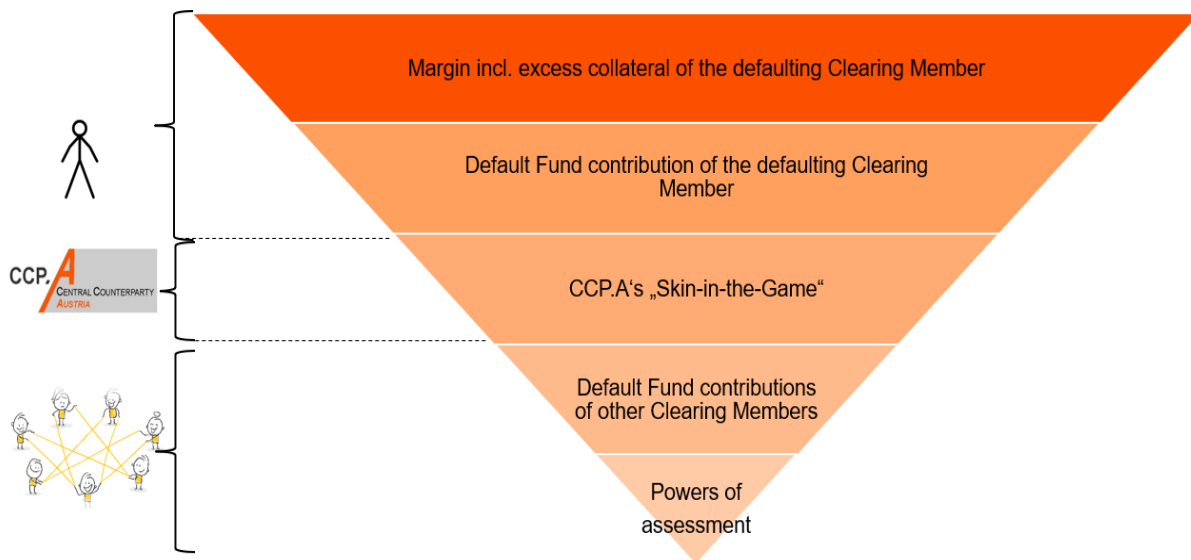 Margin incl. excess collateral of the defaulting Clearing Member
Default Fund contribution of the defaulting Clearing
Member
CCP.A
CENTRAL COUNTERPARTY
AUSTRIA
CCP.A‘s „Skin-in-the-Game“
Default Fund contributions
of other Clearing Members
Powers of
assessment